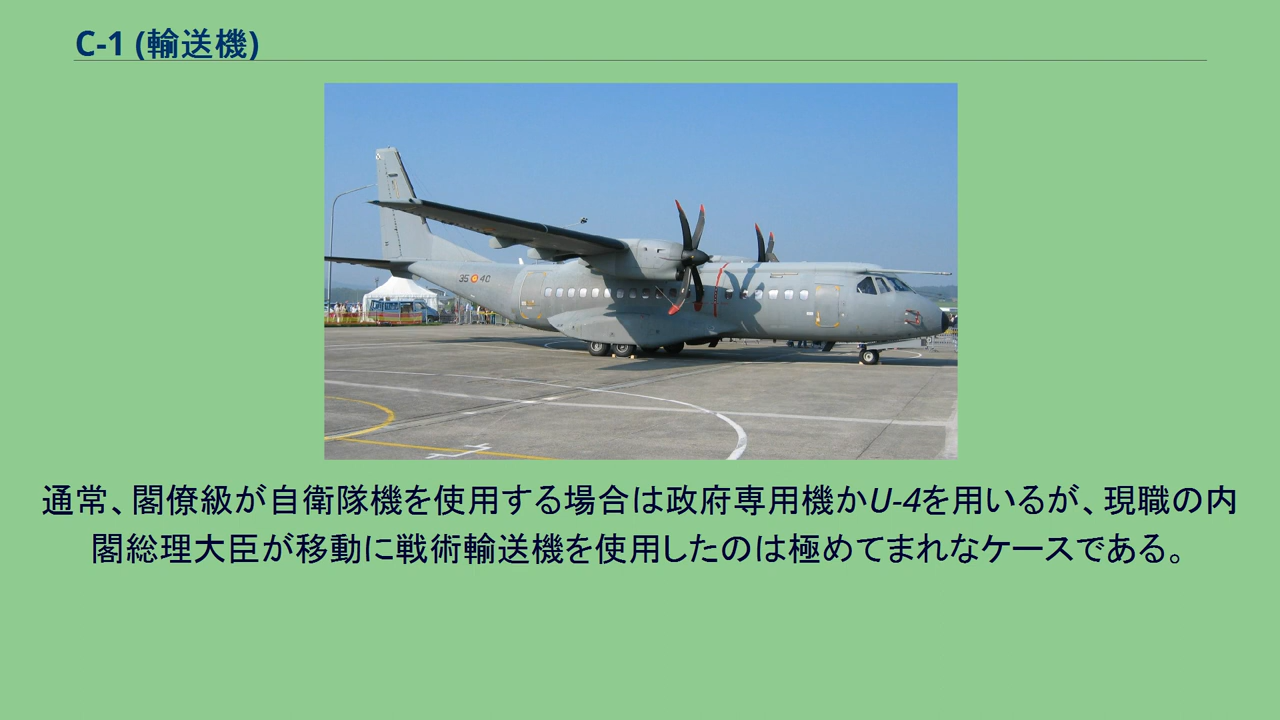 C-1 (輸送機)
35 40
通常、閣僚級が自衛隊機を使用する場合は政府専用機かU-4を用いるが、現職の内
閣総理大臣が移動に戦術輸送機を使用したのは極めてまれなケースである。